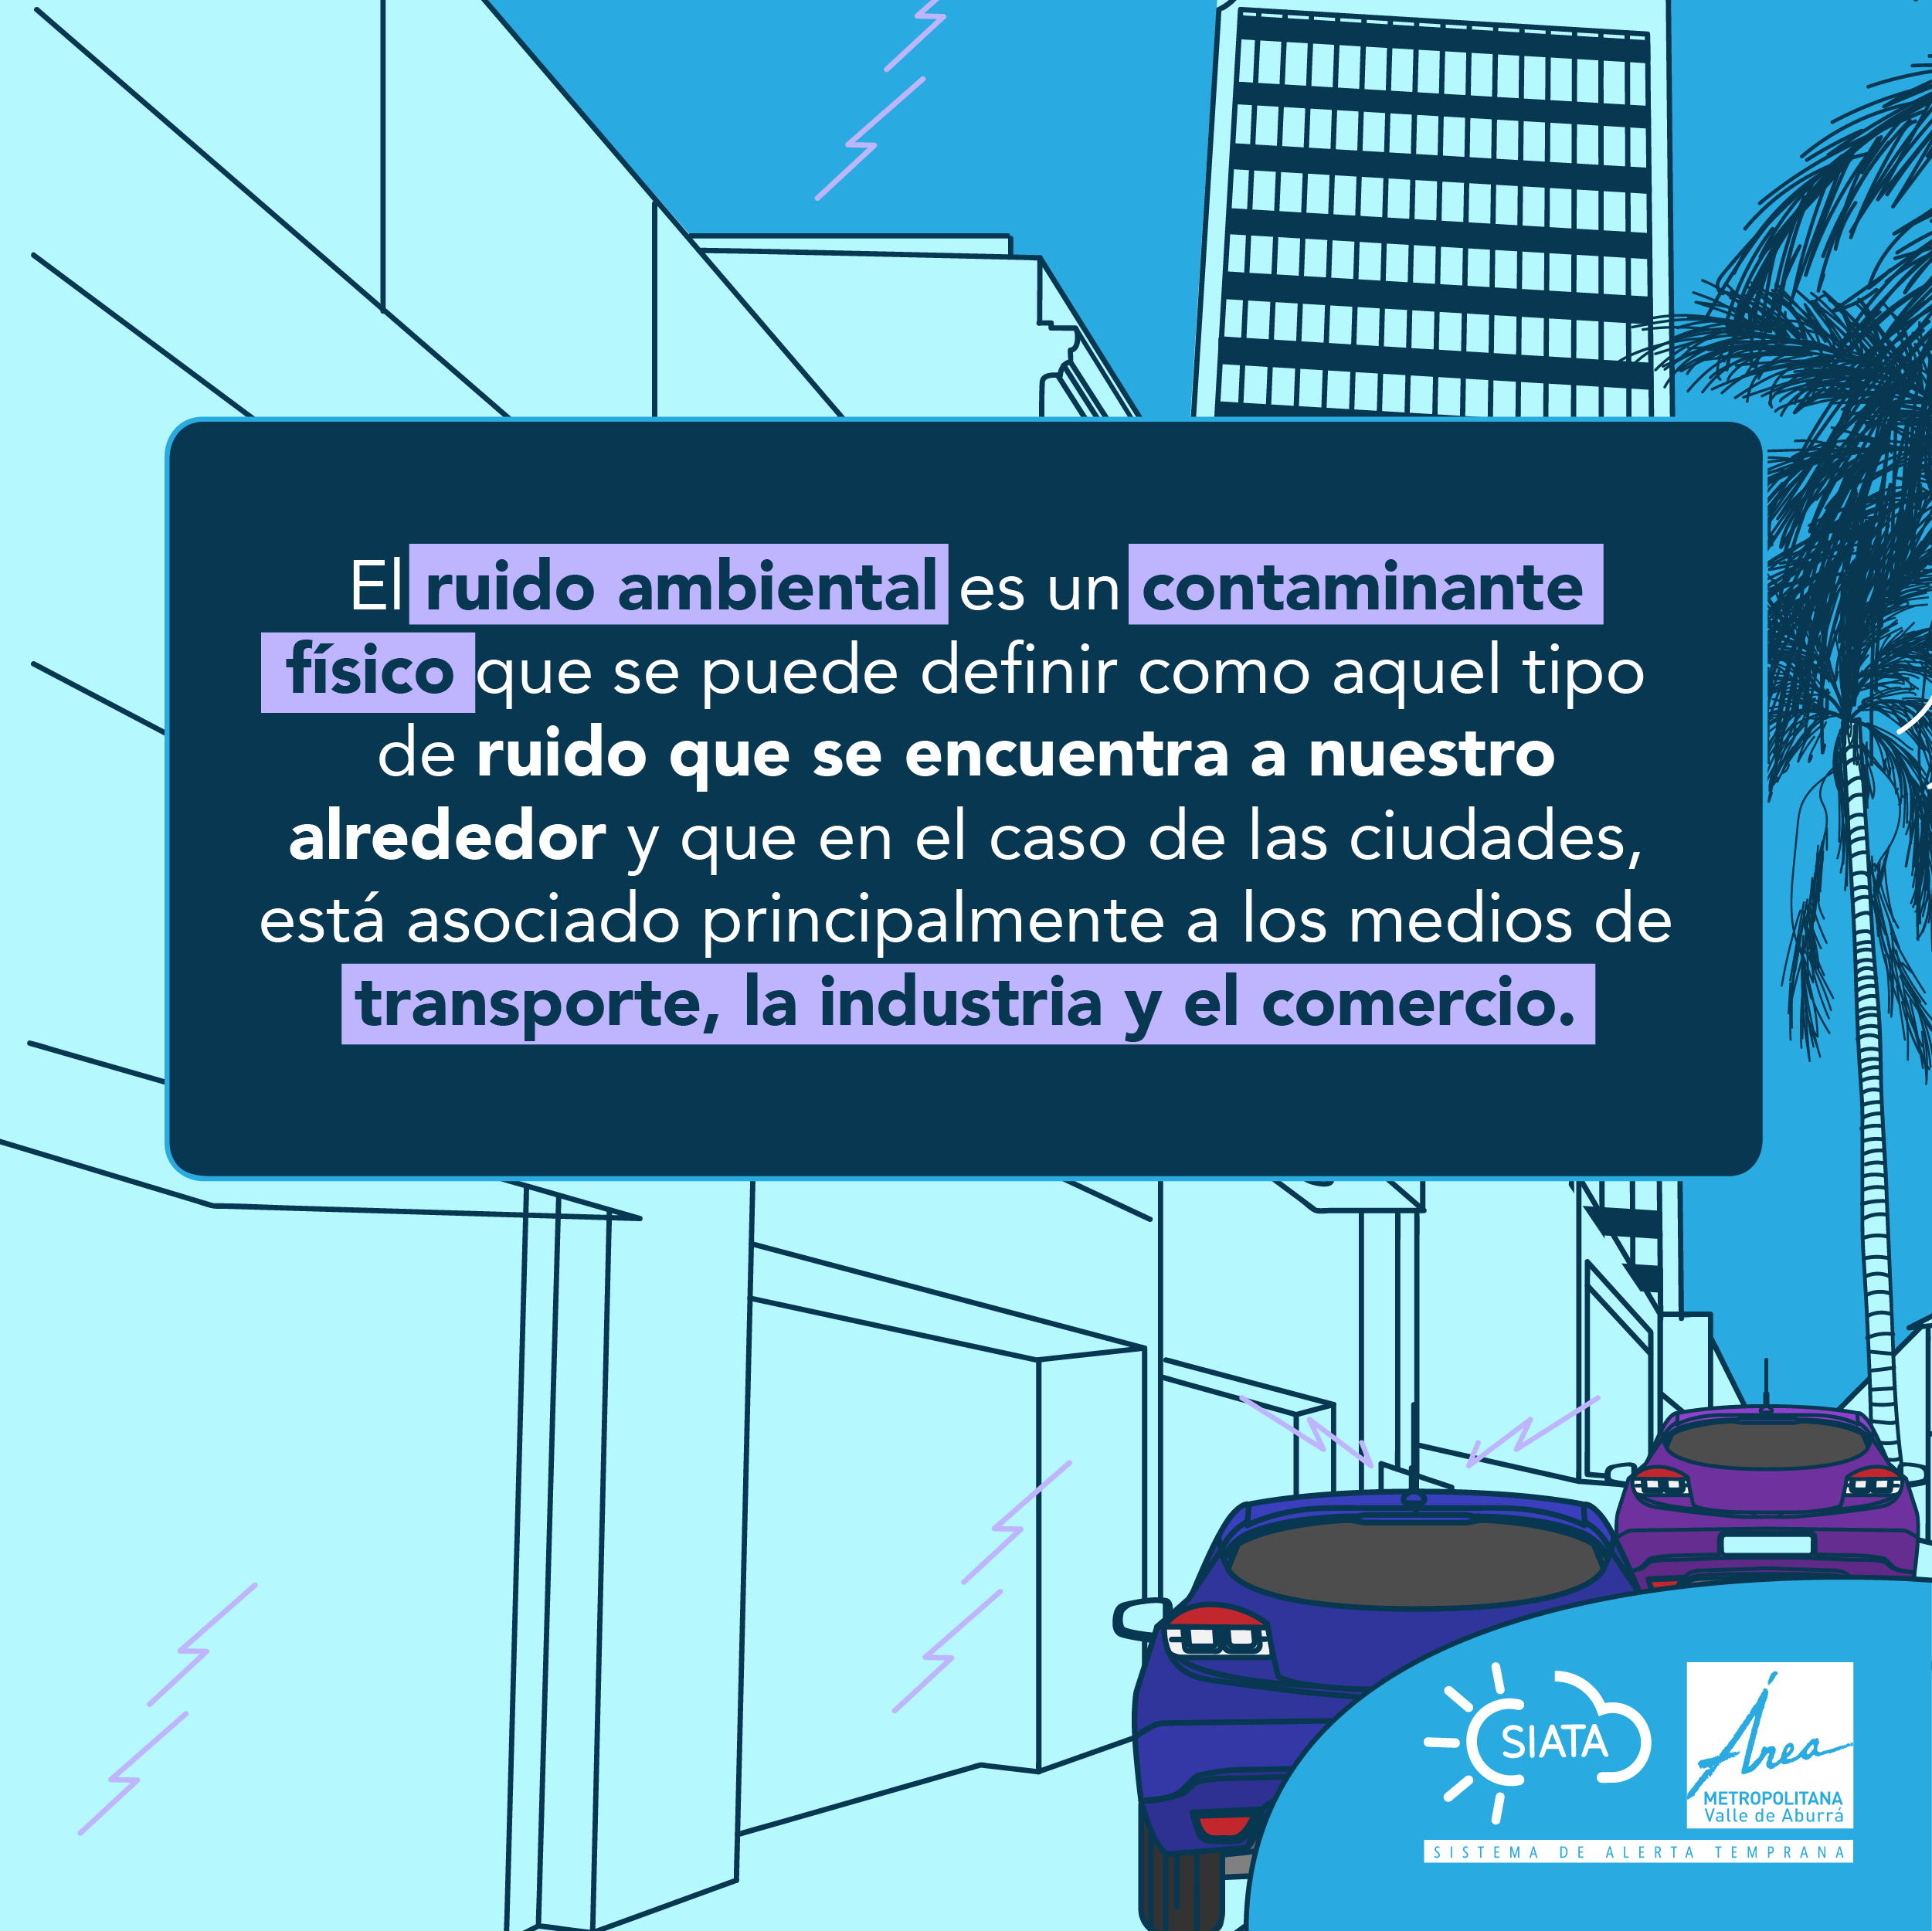 El ruido ambiental es un contaminante
físico que se puede definir como aquel tipo
de ruido que se encuentra a nuestro
alrededor y que en el caso de las ciudades,
está asociado principalmente a los medios de
transporte, la industria y el comercio.
SIATA
Área
METROPOLITANA
Valle de Aburrá
SISTEMA DE ALERTA TEMPRANA